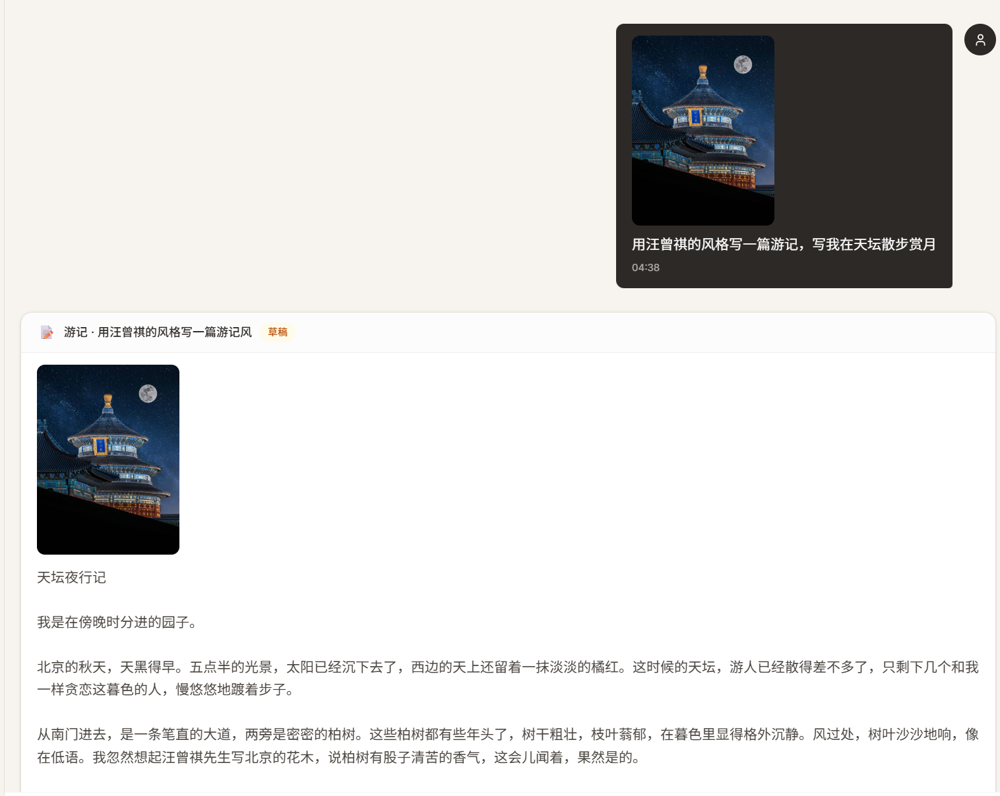 用汪曾祺的风格写一篇游记，写我在天坛散步赏月
04:38
游记 · 用汪曾祺的风格写一篇游记风
草稿
天坛夜行记
我是在傍晚时分进的园子。
北京的秋天，天黑得早。五点半的光景，太阳已经沉下去了，西边的天上还留着一抹淡淡的橘红。这时候的天坛，游人已经散得差不多了，只剩下几个和我
一样贪恋这暮色的人，慢悠悠地踱着步子。
从南门进去，是一条笔直的大道，两旁是密密的柏树。这些柏树都有些年头了，树干粗壮，枝叶蓊郁，在暮色里显得格外沉静。风过处，树叶沙沙地响，像
在低语。我忽然想起汪曾祺先生写北京的花木，说柏树有股子清苦的香气，这会儿闻着，果然是的。